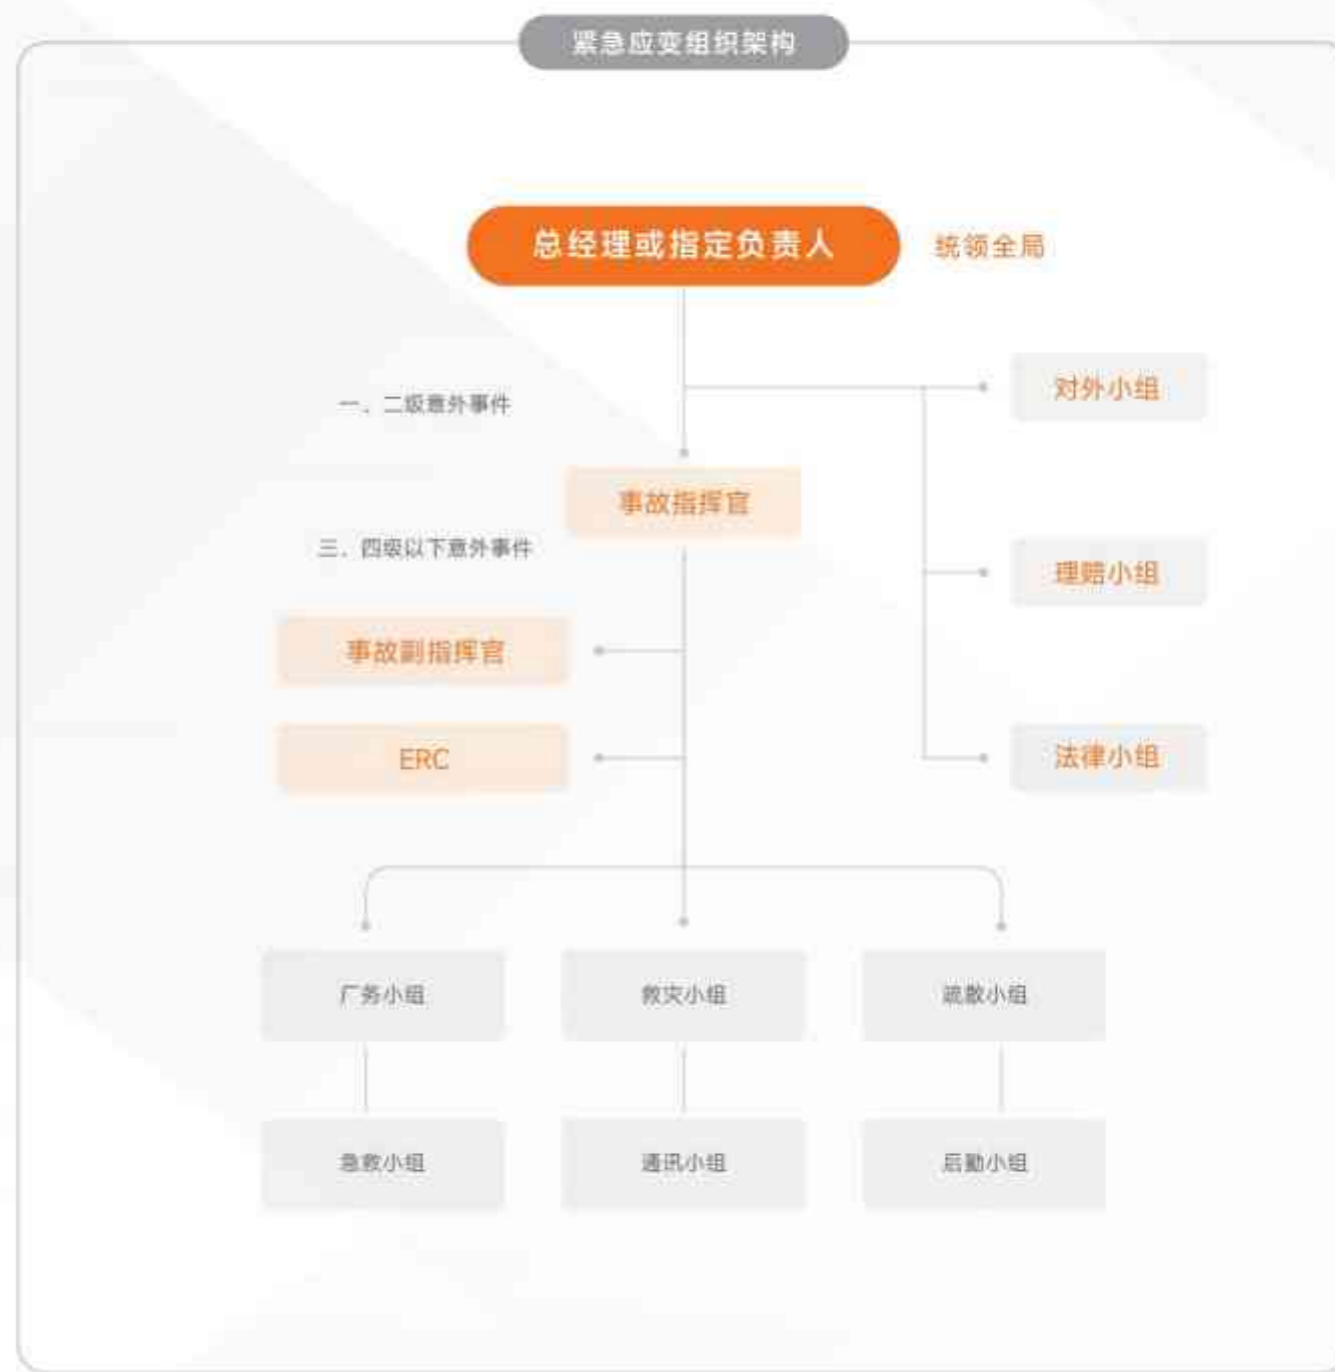 紧急应变组织架构
总经理或指定负责人
统领全局
对外小组
一、二级意外事件
事故指挥官
三、四级以下意外事件
理赔小组
事故副指挥官
ERC
法律小组
厂务小组
救灾小组
疏散小组
急救小组
通讯小组
后勤小组